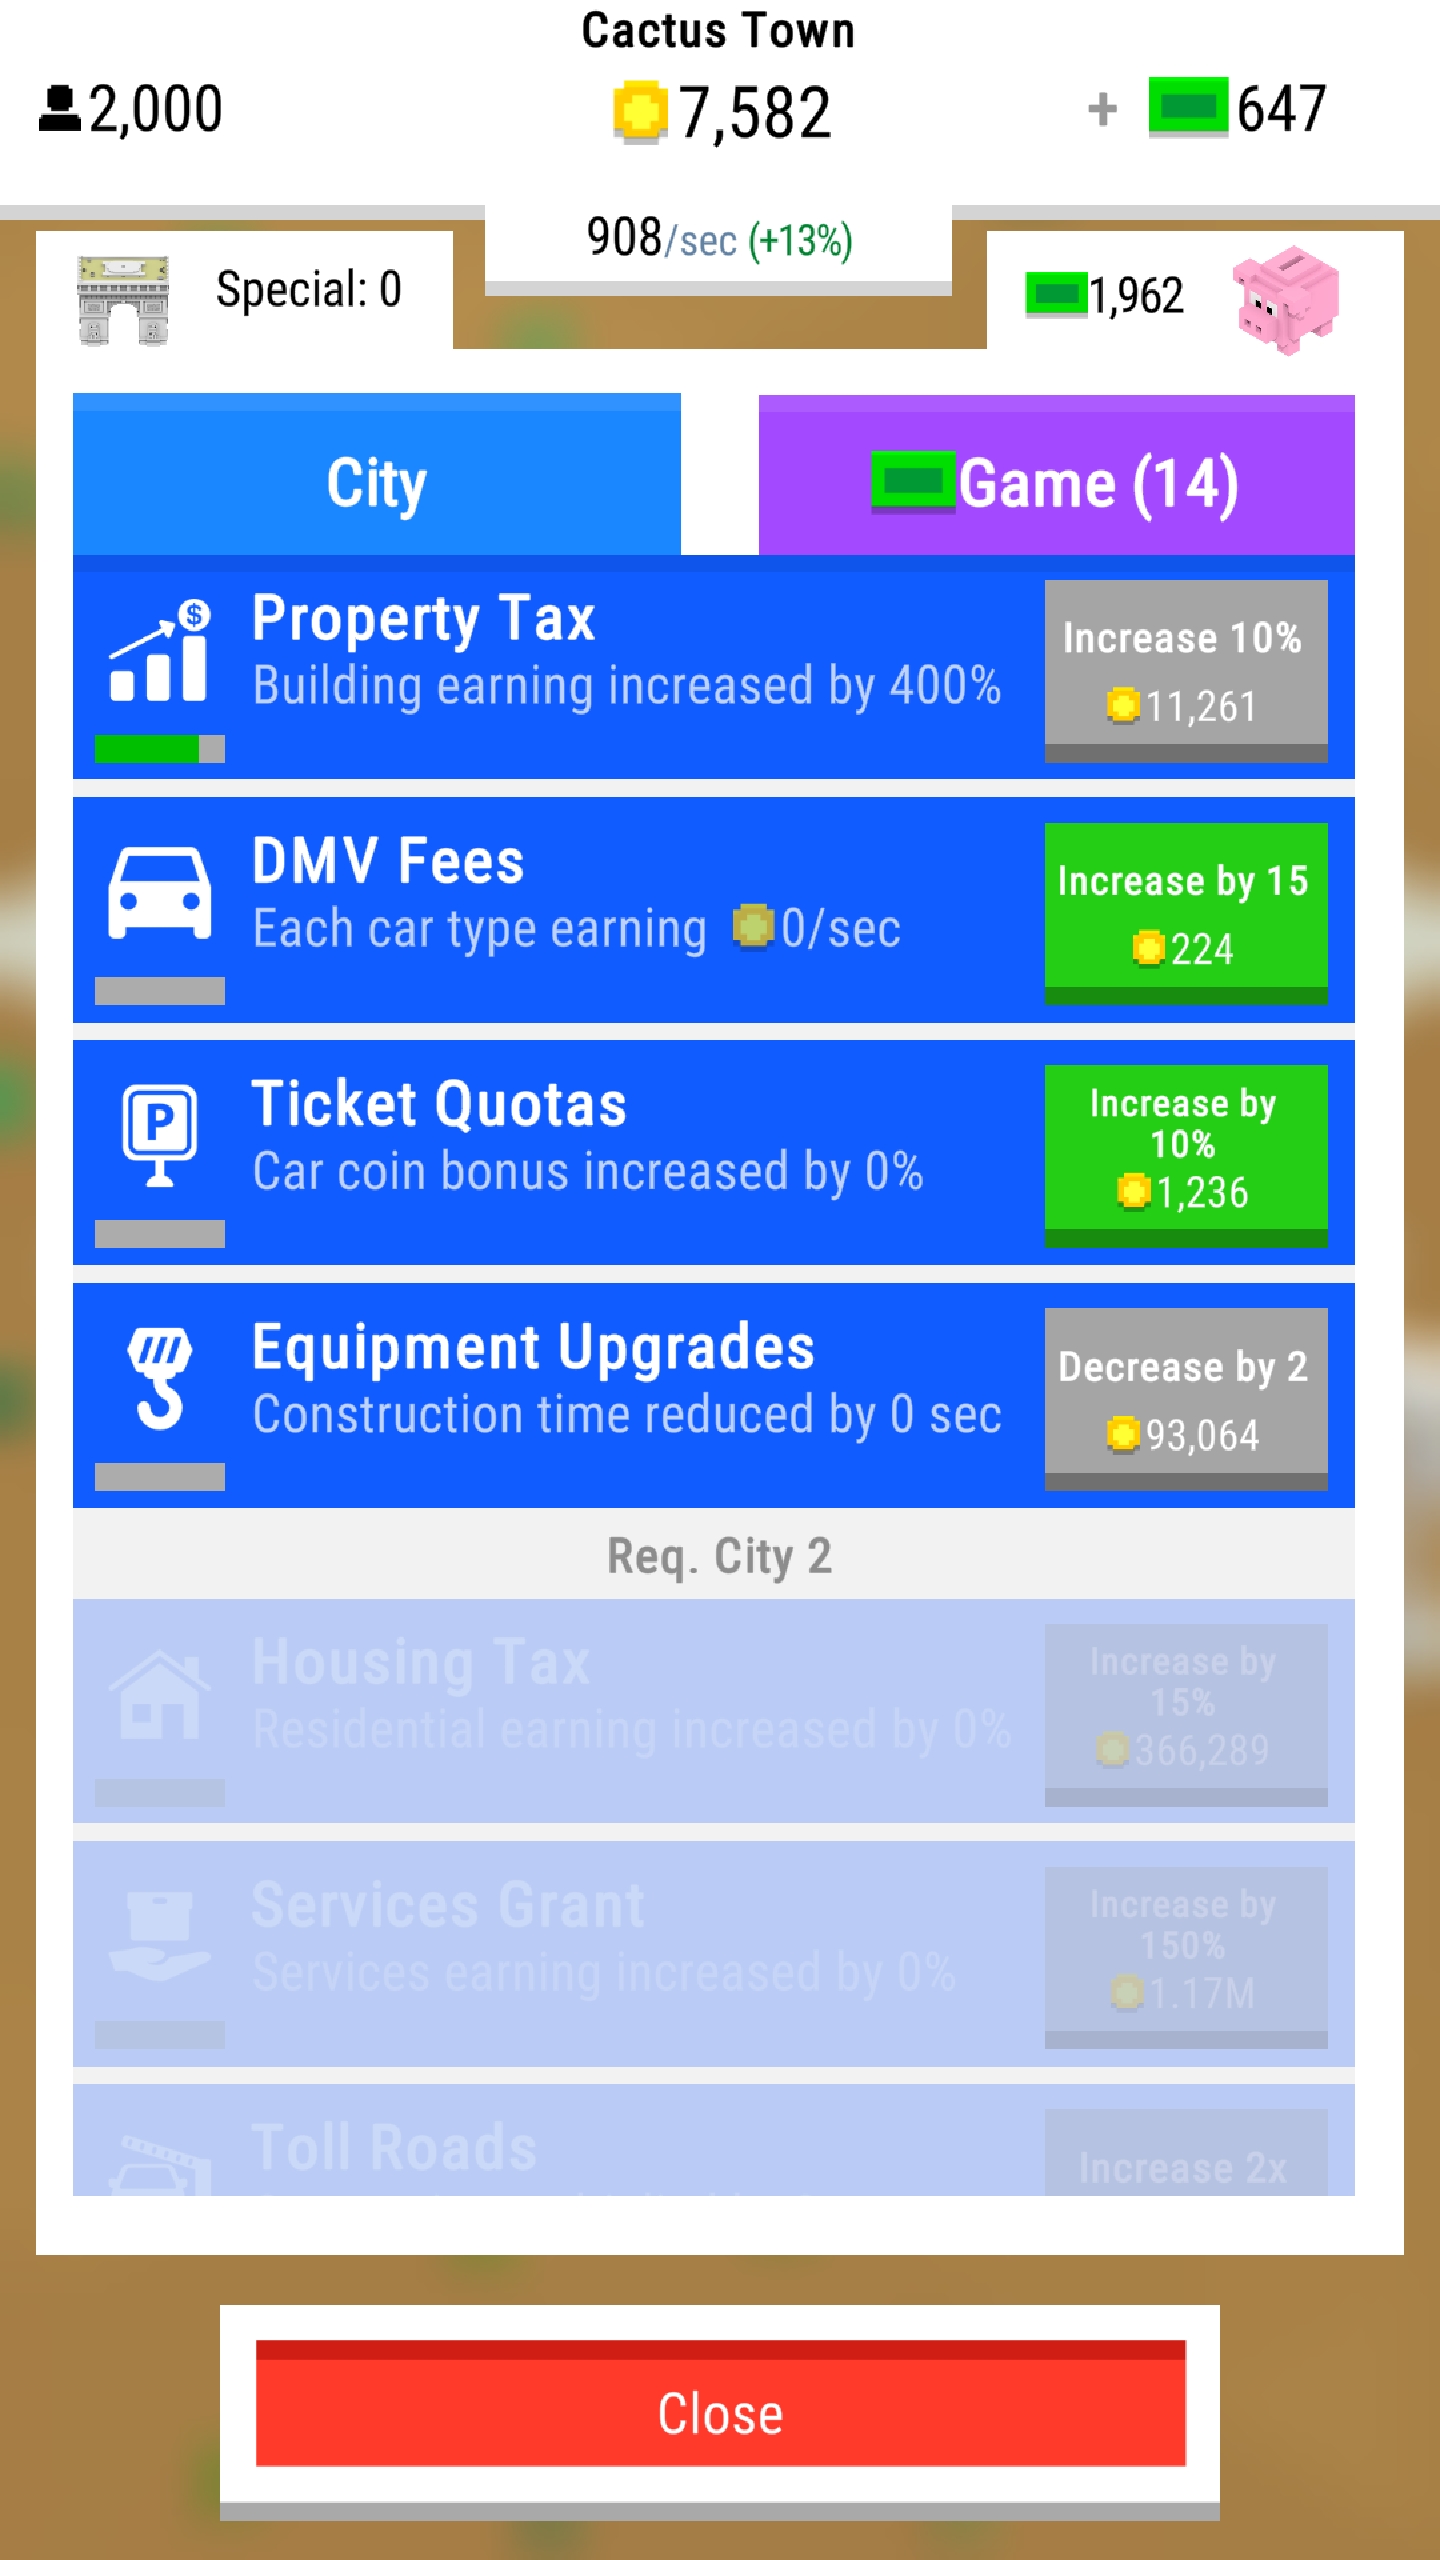 Cactus Town
2,000
7,582
+ 647
908/sec (+13%)
Special: 0
1,962
City
Game (14)
Property Tax
Building earning increased by 400%
Increase 10%
11,261
DMV Fees
Each car type earning 0/sec
Increase by 15
224
Ticket Quotas
Car coin bonus increased by 0%
Increase by
10%
1,236
Equipment Upgrades
Construction time reduced by 0 sec
Decrease by 2
93,064
Req. City 2
Housing Tax
Residential earning increased by 0%
Increase by
15%
366,289
Services Grant
Services earning increased by 0%
Increase by
150%
1.17M
Toll Roads
Increase 2x
Close